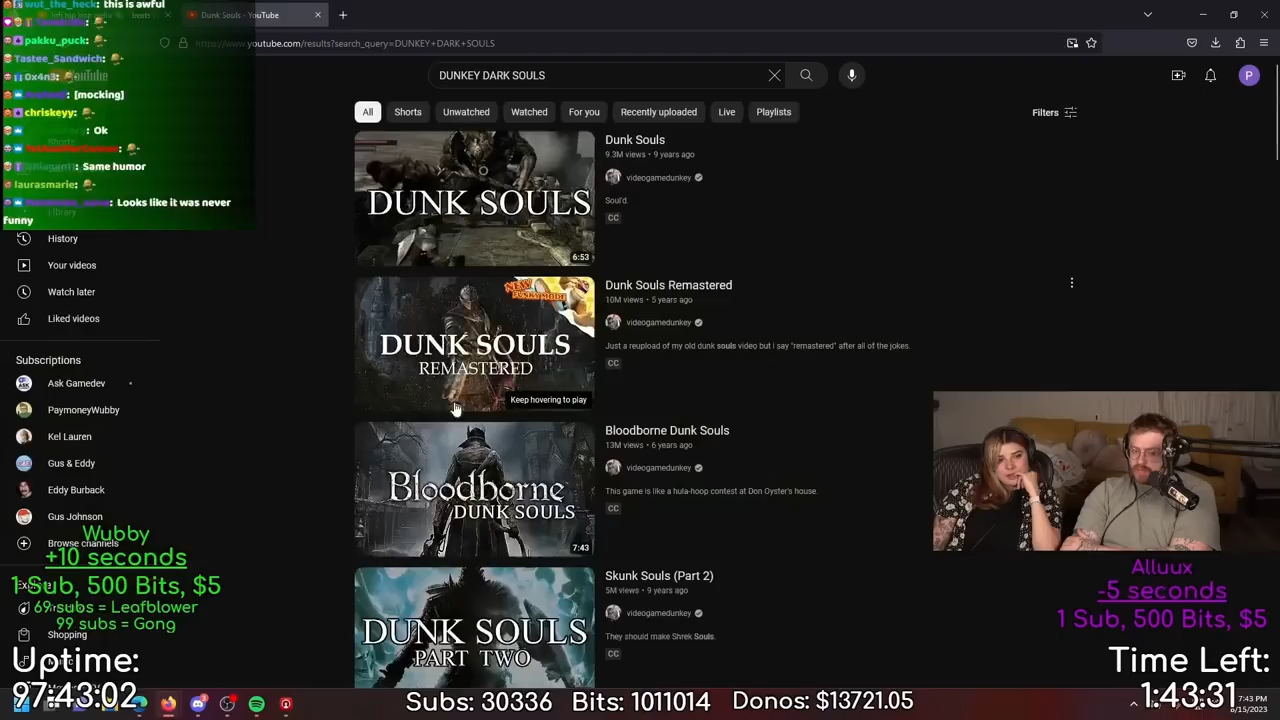 wut_the_heck: this is awful
Dunk Souls - YouTube
pakku_puck:
Tastee_Sandwich:
0x4n3:
[mocking]
chriskeyy:
Ok
Same humor
laurasmarie:
Looks like it was never
funny
https://www.youtube.com/results?search_query=DUNKEY+DARK+SOULS
DUNKEY DARK SOULS
All
Shorts
Unwatched
Watched
For you
Recently uploaded
Live
Playlists
Filters
YouTube
Shorts
Library
History
Your videos
Watch later
Liked videos
Subscriptions
Ask Gamedev
PaymoneyWubby
Kel Lauren
Gus & Eddy
Eddy Burback
Gus Johnson
Browse channels
Shopping
DUNK SOULS
6:53
Dunk Souls
9.3M views • 9 years ago
videogamedunkey
Soul'd.
CC
NEW
FUNKY MODE
DUNK SOULS
REMASTERED
Keep hovering to play
Dunk Souls Remastered
10M views • 5 years ago
videogamedunkey
Just a reupload of my old dunk souls video but i say "remastered" after all of the jokes.
CC
Bloodborne
DUNK SOULS
7:43
Bloodborne Dunk Souls
13M views • 6 years ago
videogamedunkey
This game is like a hula-hoop contest at Don Oyster's house.
CC
DUNK SOULS
PART TWO
Skunk Souls (Part 2)
5M views • 9 years ago
videogamedunkey
They should make Shrek Souls.
CC
Wubby
+10 seconds
1 Sub, 500 Bits, $5
69 subs = Leafblower
99 subs = Gong
Uptime:
97:43:02
Alluux
-5 seconds
1 Sub, 500 Bits, $5
Time Left:
1:43:31
Subs: 30336 Bits: 1011014 Donos: $13721.05
7:43 PM
6/15/2023